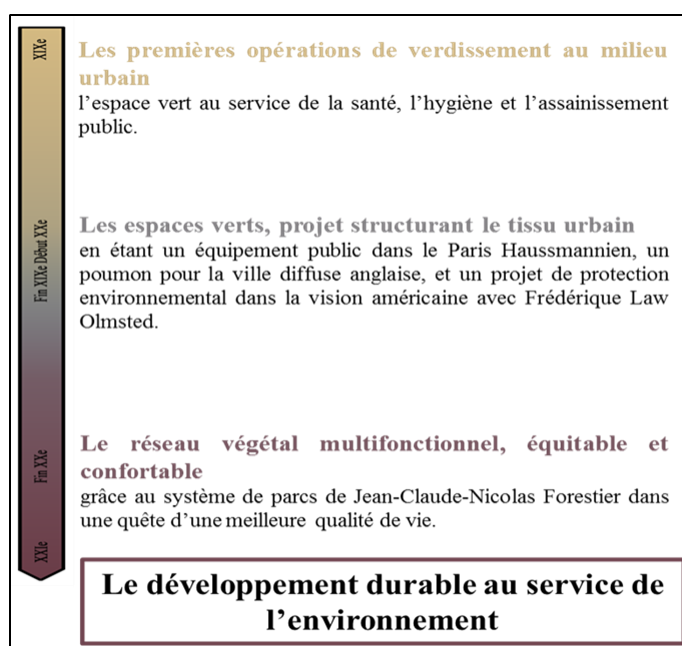 XIXe
Les premières opérations de verdissement au milieu
urbain
l’espace vert au service de la santé, l’hygiène et l’assainissement
public.
Fin XIXe Début XXe
Les espaces verts, projet structurant le tissu urbain
en étant un équipement public dans le Paris Haussmannien, un
poumon pour la ville diffuse anglaise, et un projet de protection
environnemental dans la vision américaine avec Frédérique Law
Olmsted.
Fin XXe
Le réseau végétal multifonctionnel, équitable et
confortable
grâce au système de parcs de Jean-Claude-Nicolas Forestier dans
une quête d’une meilleure qualité de vie.
XXIe
Le développement durable au service de
l’environnement